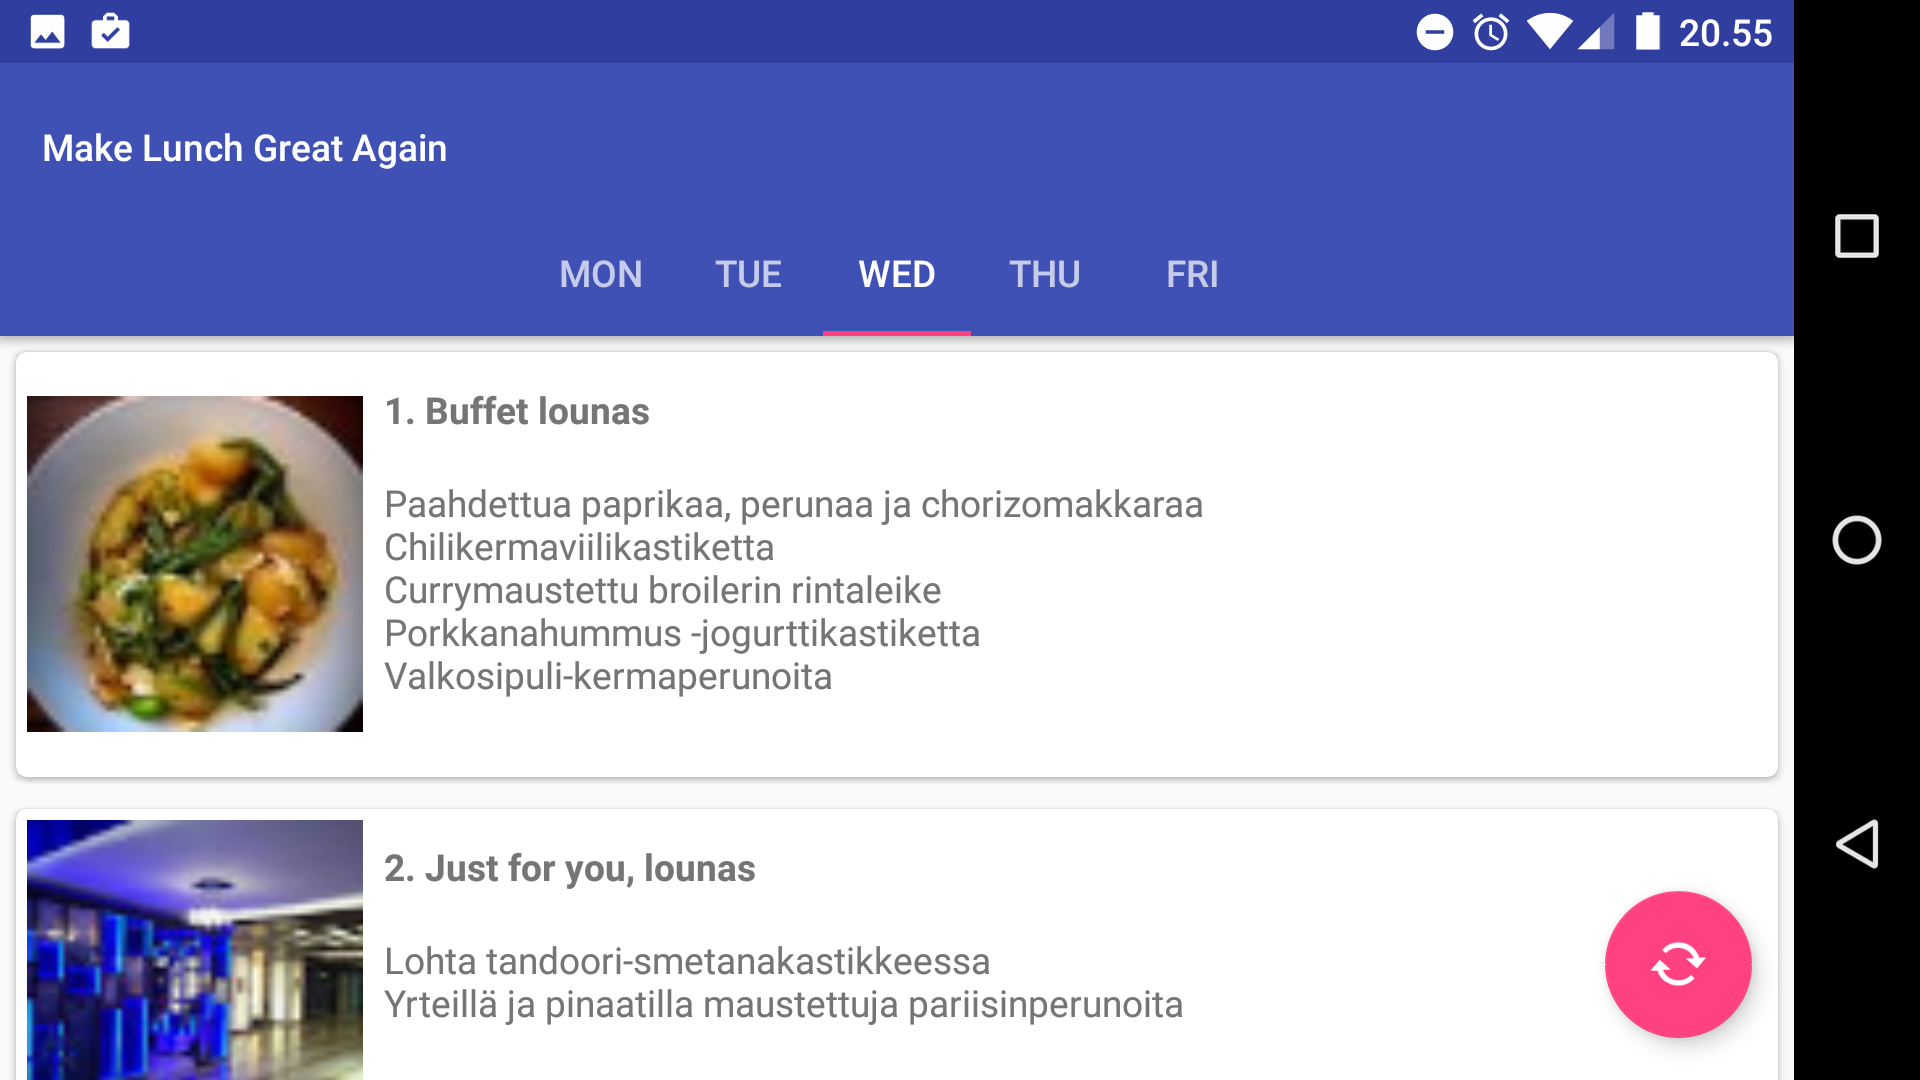 20.55
Make Lunch Great Again
MON TUE WED THU FRI
1. Buffet lounas
Paahdettua paprikaa, perunaa ja chorizomakkaraa
Chilikermaviilikastiketta
Currymaustettu broilerin rintaleike
Porkkanahummus -jogurttikastiketta
Valkosipuli-kermaperunoita
2. Just for you, lounas
Lohta tandoori-smetanakastikkeessa
Yrteillä ja pinaatilla maustettuja pariisinperunoita